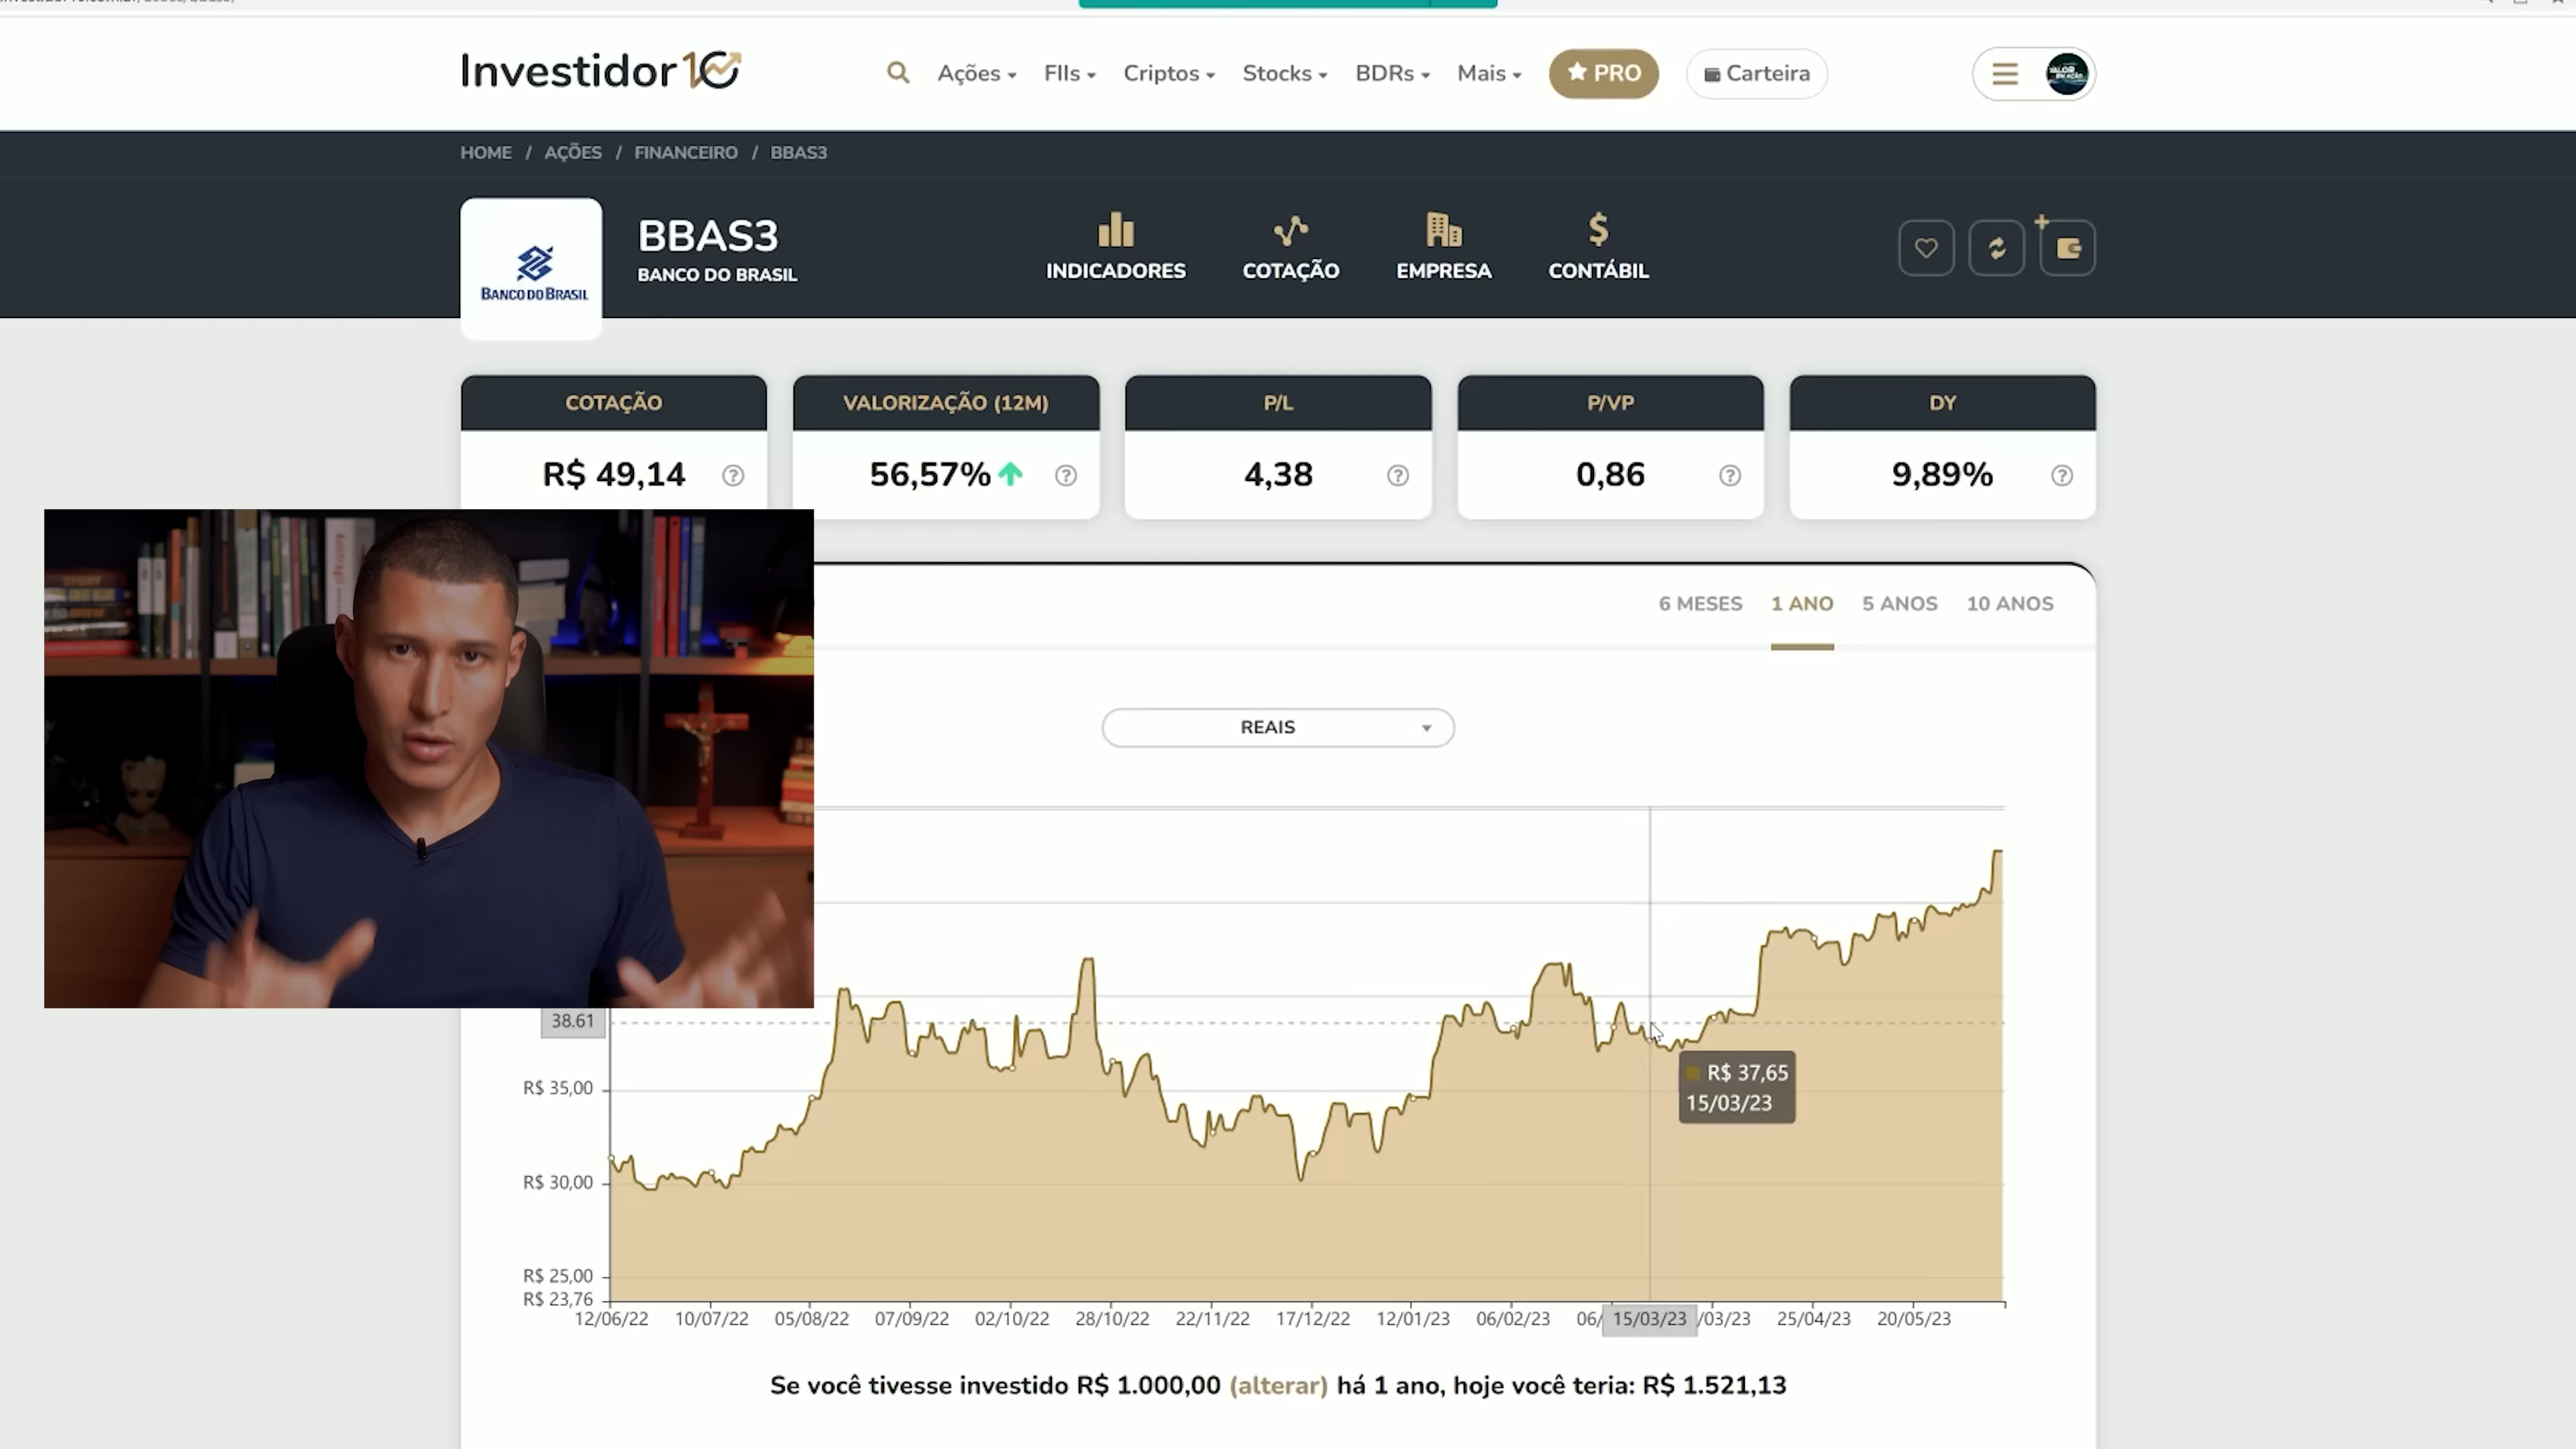 Investidor10
Ações
FIIs
Criptos
Stocks
BDRs
Mais
PRO
Carteira
HOME / AÇÕES / FINANCEIRO / BBAS3
BANCO DO BRASIL
BBAS3
BANCO DO BRASIL
INDICADORES
COTAÇÃO
EMPRESA
CONTÁBIL
COTAÇÃO
R$ 49,14
VALORIZAÇÃO (12M)
56,57%
P/L
4,38
P/VP
0,86
DY
9,89%
6 MESES
1 ANO
5 ANOS
10 ANOS
REAIS
38.61
R$ 35,00
R$ 30,00
R$ 25,00
R$ 23,76
R$ 37,65
15/03/23
12/06/22
10/07/22
05/08/22
07/09/22
02/10/22
28/10/22
22/11/22
17/12/22
12/01/23
06/02/23
06/
15/03/23
/03/23
25/04/23
20/05/23
Se você tivesse investido R$ 1.000,00 (alterar) há 1 ano, hoje você teria: R$ 1.521,13